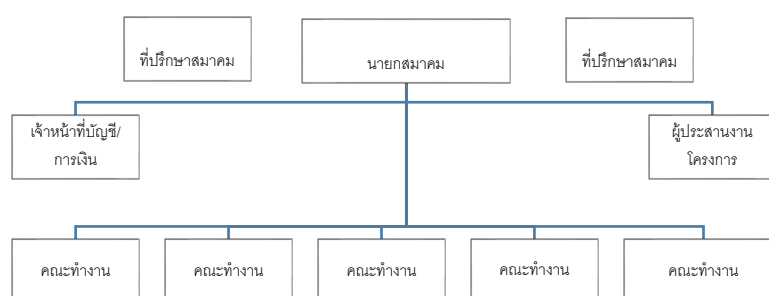 ที่ปรึกษาสมาคม
นายกสมาคม
ที่ปรึกษาสมาคม
เจ้าหน้าที่บัญชี/
การเงิน
ผู้ประสานงาน
โครงการ
คณะทำงาน
คณะทำงาน
คณะทำงาน
คณะทำงาน
คณะทำงาน